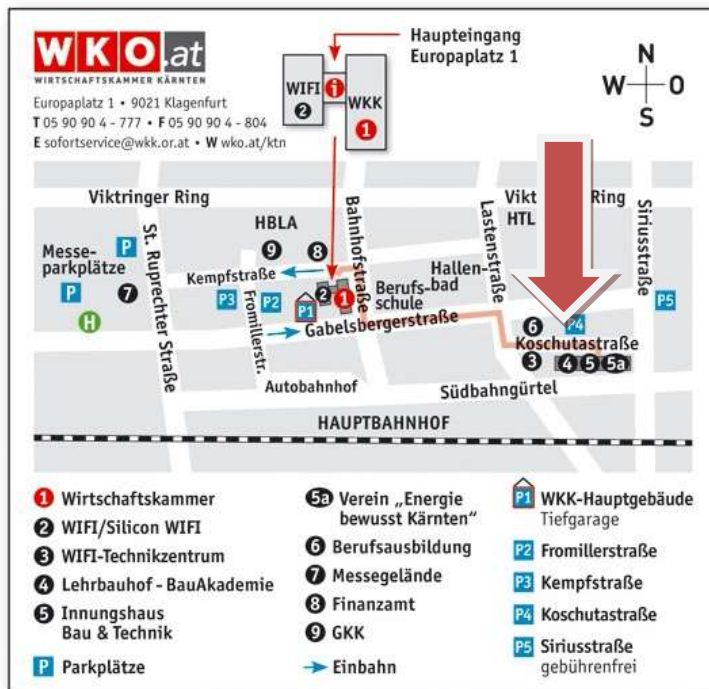 WKO.at
WIRTSCHAFTSKAMMER KÄRNTEN
Europaplatz 1 • 9021 Klagenfurt
T 05 90 90 4 - 777 • F 05 90 90 4 - 804
E sofortservice@wkk.or.at • W wko.at/ktn
Haupteingang
Europaplatz 1
WIFI
2
i
WKK
1
N
W O
S
Viktringer Ring
Vikt Ring
HTL
St. Ruprechter Straße
Bahnhofstraße
Lastenstraße
Siriusstraße
HBLA
9 8
Messe-
parkplätze
P
P
7
H
Kempfstraße
P3
P2
Fromillerstr.
P1
2
1
Berufs-
schule
Hallen-
bad
Gabelsbergerstraße
6
P4
P5
Koschutastraße
3 4 5 5a
Autobahnhof
Südbahngürtel
HAUPTBAHNHOF
1 Wirtschaftskammer
2 WIFI/Silicon WIFI
3 WIFI-Technikzentrum
4 Lehrbauhof - BauAkademie
5 Innungshaus
Bau & Technik
P Parkplätze
5a Verein „Energie
bewusst Kärnten“
6 Berufsausbildung
7 Messegelände
8 Finanzamt
9 GKK
Einbahn
P1 WKK-Hauptgebäude
Tiefgarage
P2 Fromillerstraße
P3 Kempfstraße
P4 Koschutastraße
P5 Siriusstraße
gebührenfrei